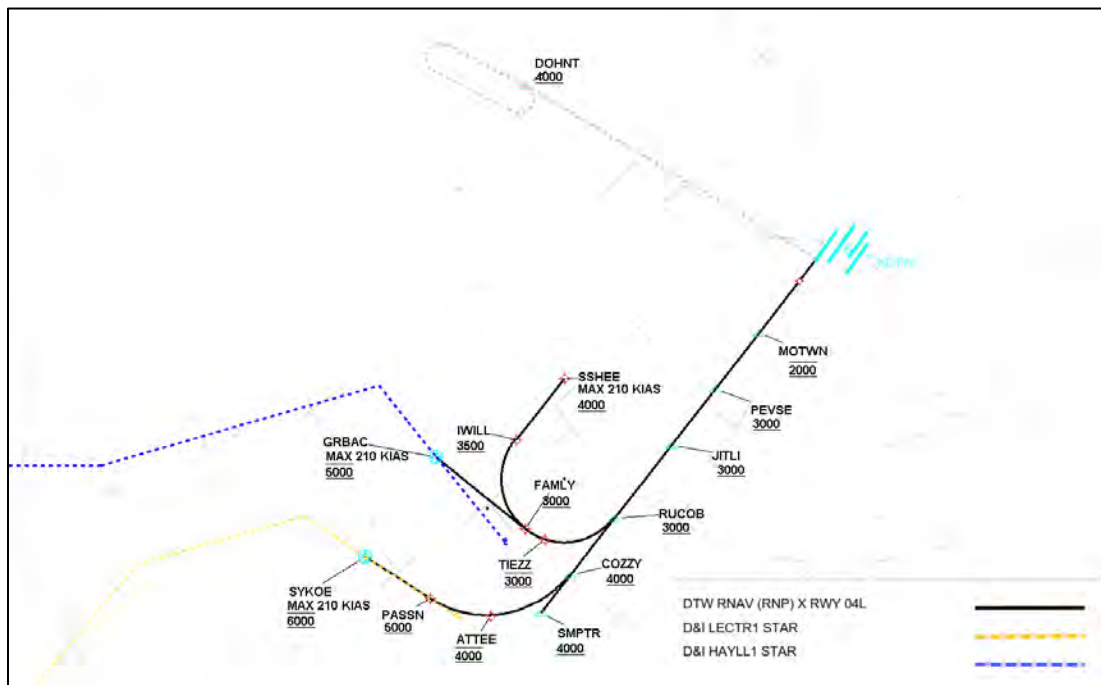 DOHNT
4000
MOTWN
2000
PEVSE
3000
JITLI
3000
RUCOB
3000
COZZY
4000
SMPTR
4000
SSHEE
MAX 210 KIAS
4000
IWILL
3500
GRBAC
MAX 210 KIAS
5000
FAMLY
3000
TIEZZ
3000
SYKOE
MAX 210 KIAS
6000
PASSN
5000
ATTEE
4000
DTW RNAV (RNP) X RWY 04L
D&I LECTR1 STAR
D&I HAYLL1 STAR